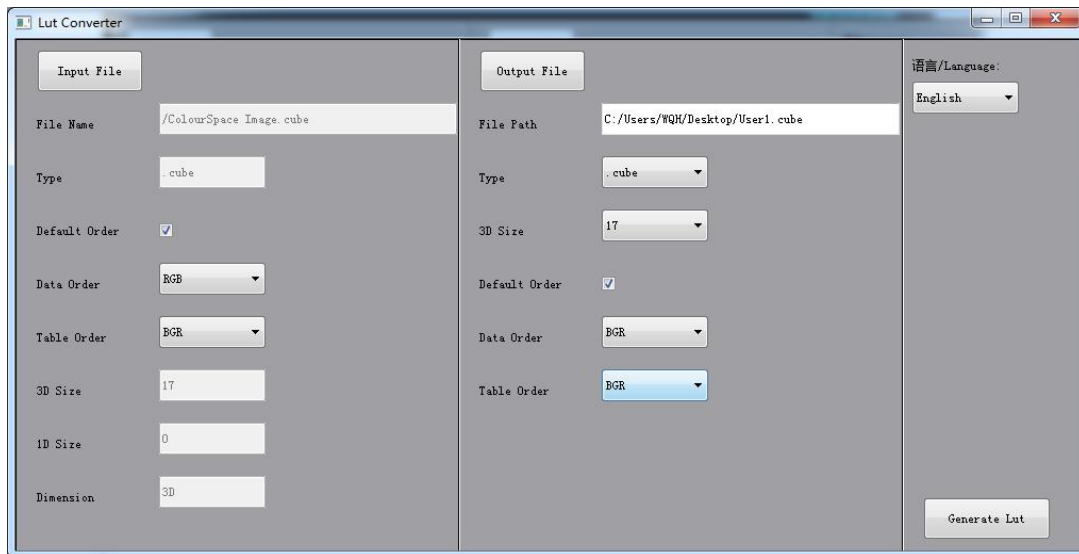 Lut Converter
Input File
File Name /ColourSpace Image.cube
Type .cube
Default Order
Data Order RGB
Table Order BGR
3D Size 17
1D Size 0
Dimension 3D
Output File
File Path C:/Users/WQH/Desktop/User1.cube
Type .cube
3D Size 17
Default Order
Data Order BGR
Table Order BGR
语言/Language:
English
Generate Lut